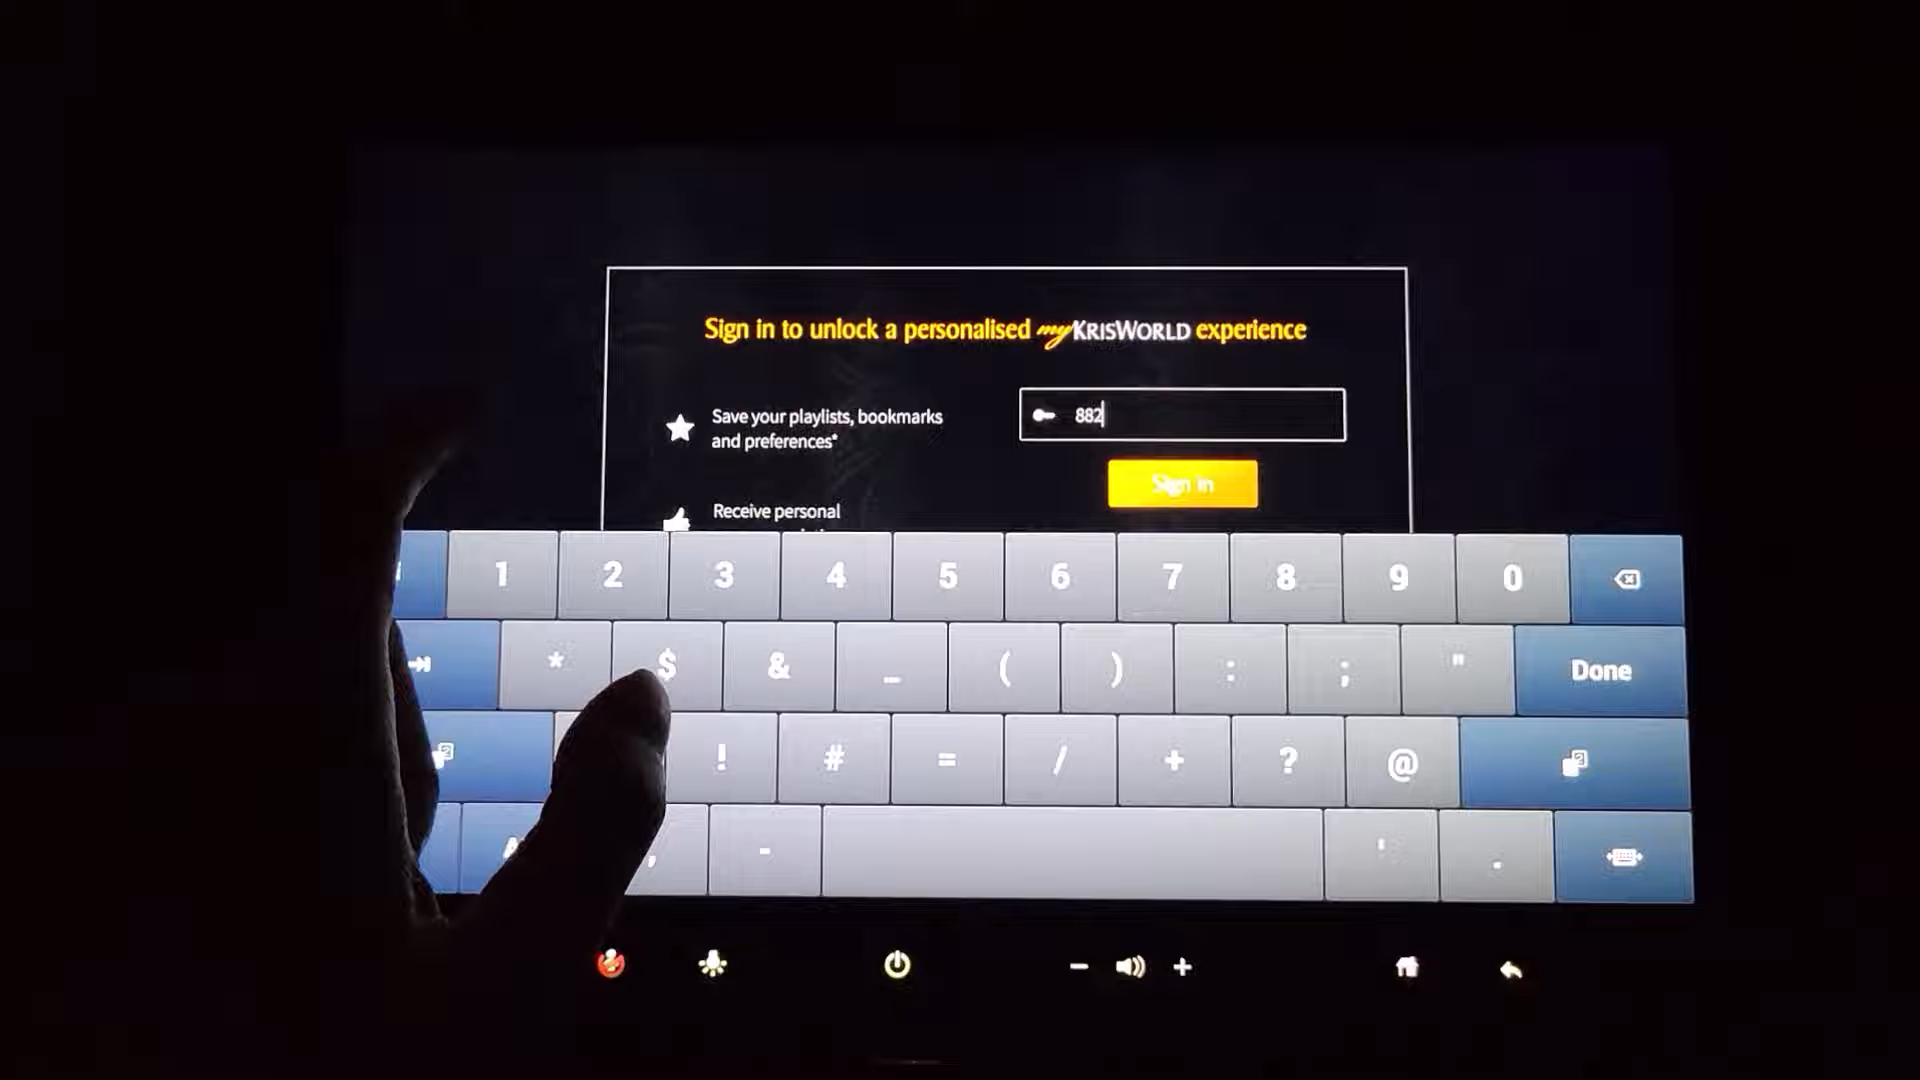 Sign in to unlock a personalised myKRISWORLD experience
Save your playlists, bookmarks
and preferences*
882
Sign in
Receive personal
1 2 3 4 5 6 7 8 9 0
* $ & _ ( ) : ; " Done
! # = / + ? @
, - ' .
- +